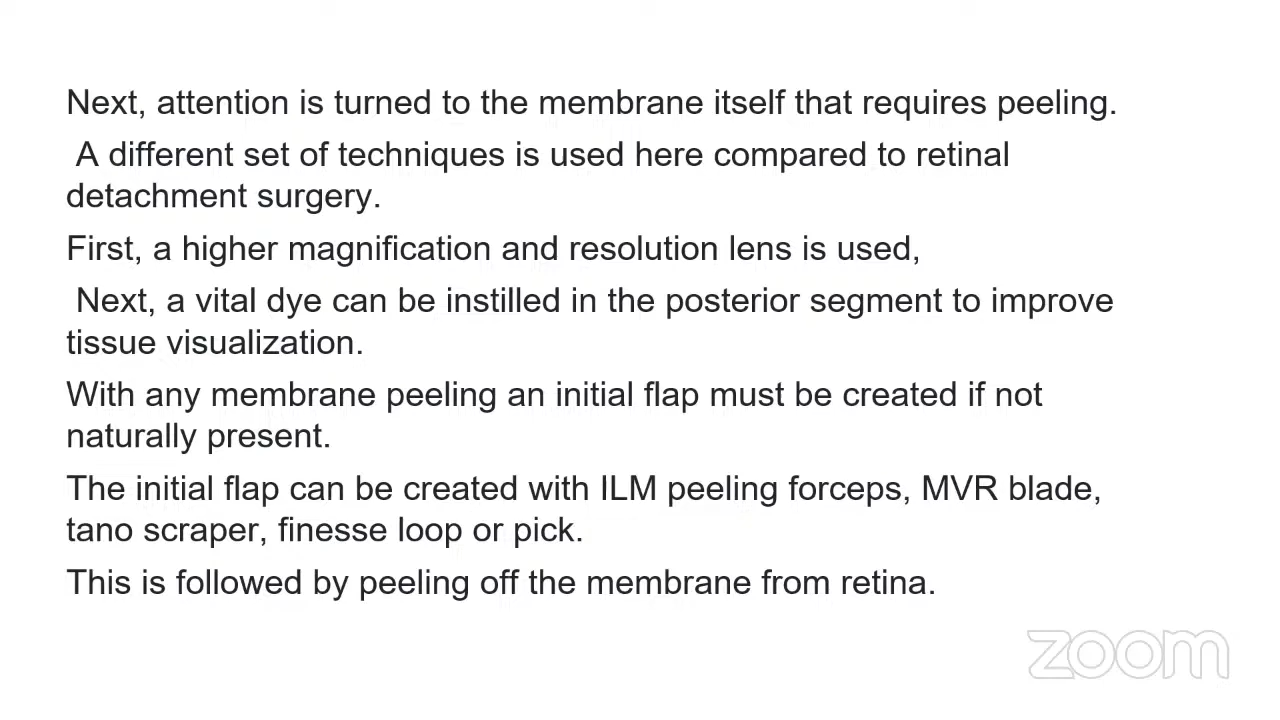 Next, attention is turned to the membrane itself that requires peeling.
A different set of techniques is used here compared to retinal
detachment surgery.
First, a higher magnification and resolution lens is used,
Next, a vital dye can be instilled in the posterior segment to improve
tissue visualization.
With any membrane peeling an initial flap must be created if not
naturally present.
The initial flap can be created with ILM peeling forceps, MVR blade,
tano scraper, finesse loop or pick.
This is followed by peeling off the membrane from retina.
zoom